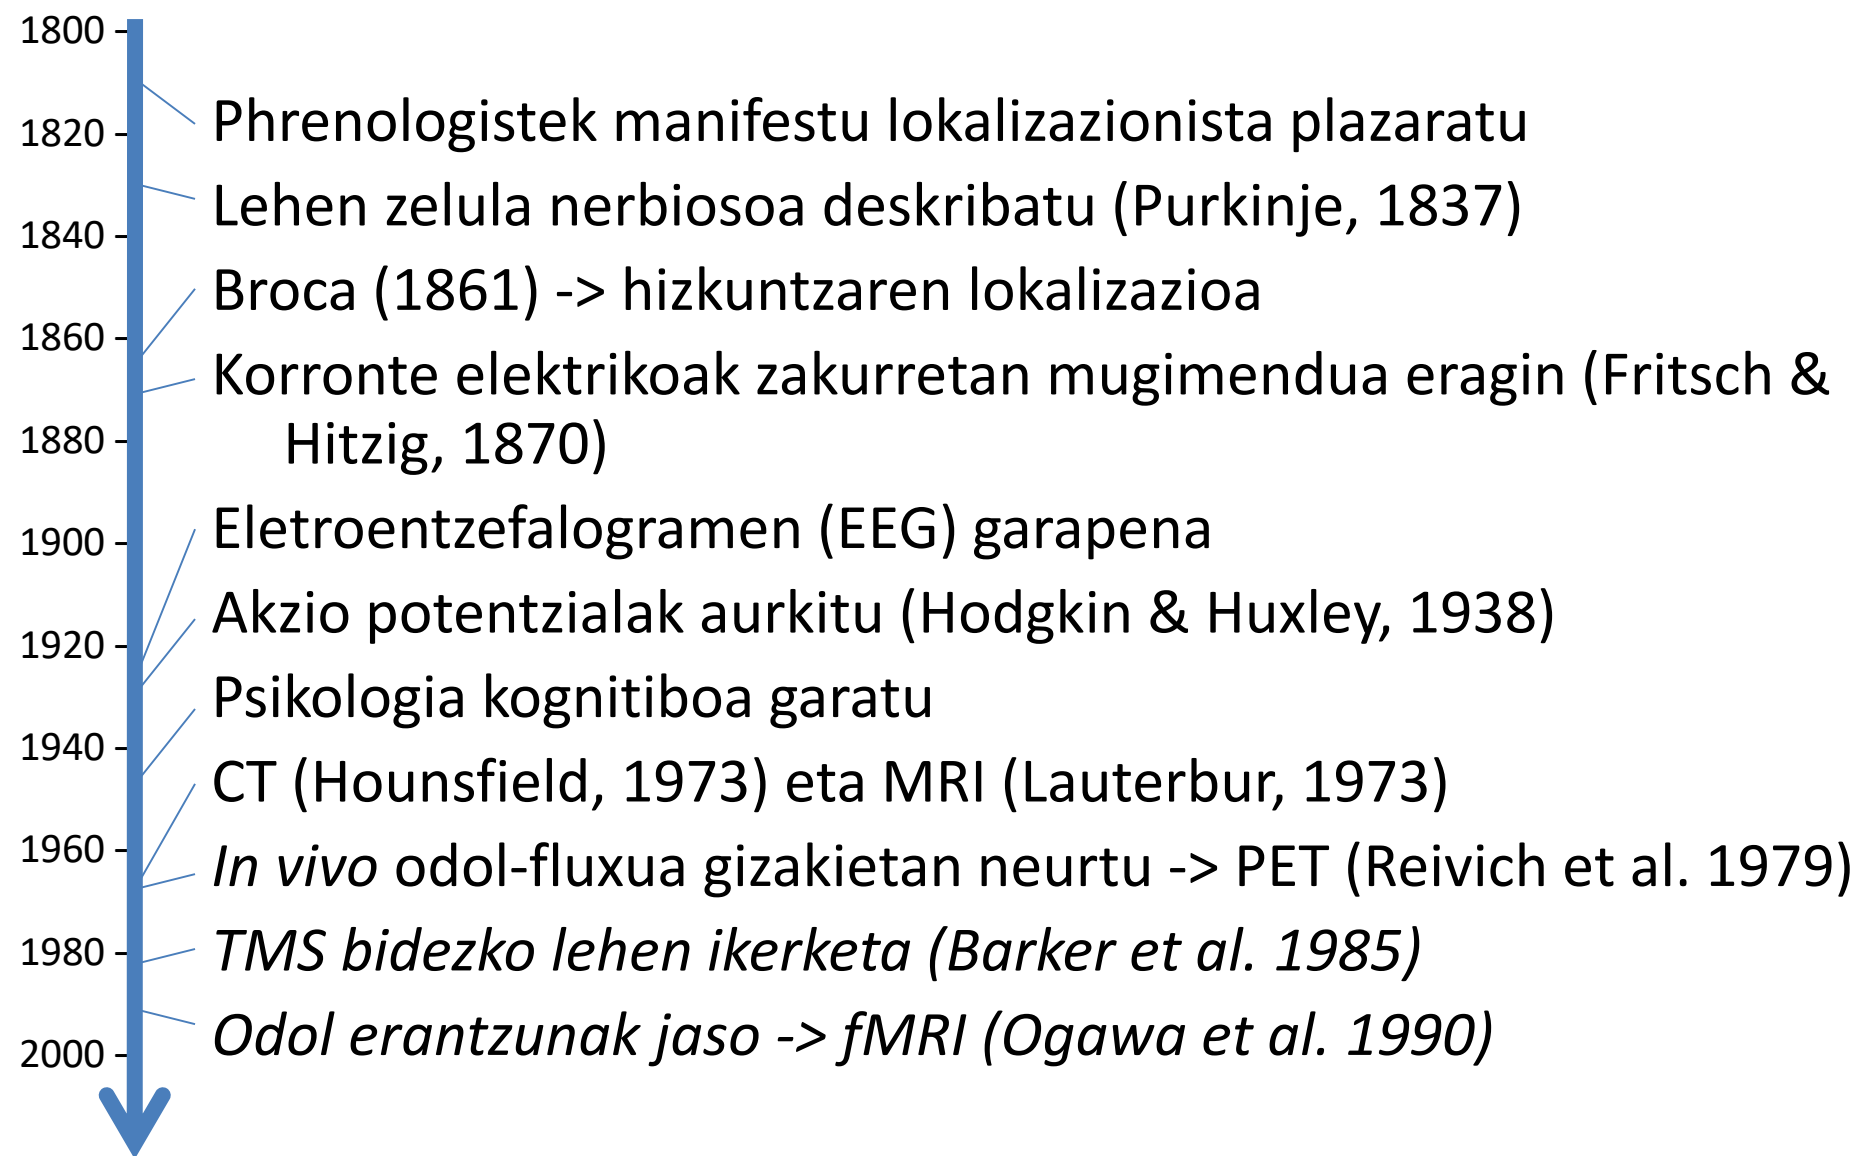 1800
Phrenologistek manifestu lokalizazionista plazaratu
1820
Lehen zelula nerbiosoa deskribatu (Purkinje, 1837)
1840
Broca (1861) -> hizkuntzaren lokalizazioa
1860
Korronte elektrikoak zakurretan mugimendua eragin (Fritsch &
Hitzig, 1870)
1880
Eletroentzefalogramen (EEG) garapena
1900
Akzio potentzialak aurkitu (Hodgkin & Huxley, 1938)
1920
Psikologia kognitiboa garatu
1940
CT (Hounsfield, 1973) eta MRI (Lauterbur, 1973)
1960
In vivo odol-fluxua gizakietan neurtu -> PET (Reivich et al. 1979)
1980
TMS bidezko lehen ikerketa (Barker et al. 1985)
Odol erantzunak jaso -> fMRI (Ogawa et al. 1990)
2000